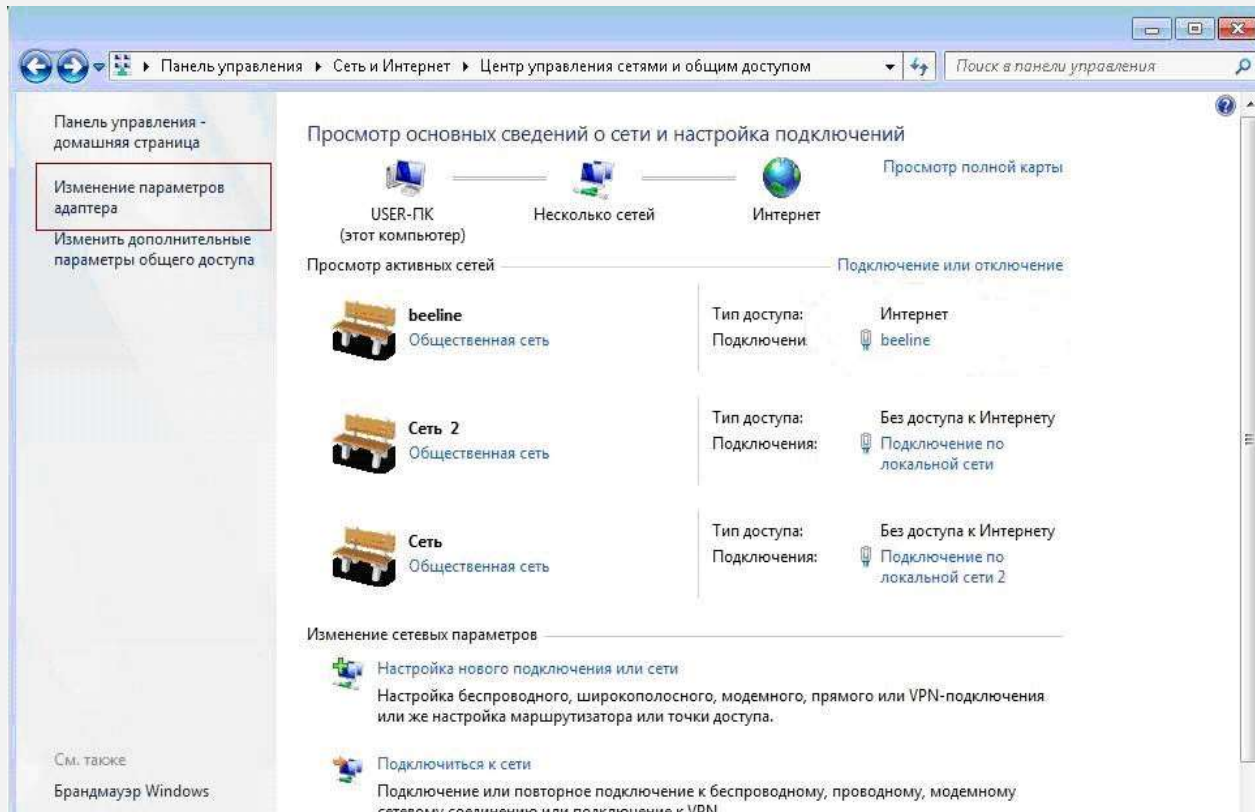 Панель управления ▸ Сеть и Интернет ▸ Центр управления сетями и общим доступом
Поиск в панели управления
Панель управления -
домашняя страница
Изменение параметров
адаптера
Изменить дополнительные
параметры общего доступа
См. также
Брандмауэр Windows
Просмотр основных сведений о сети и настройка подключений
Просмотр полной карты
USER-ПК
(этот компьютер)
Несколько сетей
Интернет
Просмотр активных сетей
Подключение или отключение
beeline
Общественная сеть
Тип доступа: Интернет
Подключени beeline
Сеть 2
Общественная сеть
Тип доступа: Без доступа к Интернету
Подключения: Подключение по
локальной сети
Сеть
Общественная сеть
Тип доступа: Без доступа к Интернету
Подключения: Подключение по
локальной сети 2
Изменение сетевых параметров
Настройка нового подключения или сети
Настройка беспроводного, широкополосного, модемного, прямого или VPN-подключения
или же настройка маршрутизатора или точки доступа.
Подключиться к сети
Подключение или повторное подключение к беспроводному, проводному, модемному
сетевому соединению или подключение к VPN.